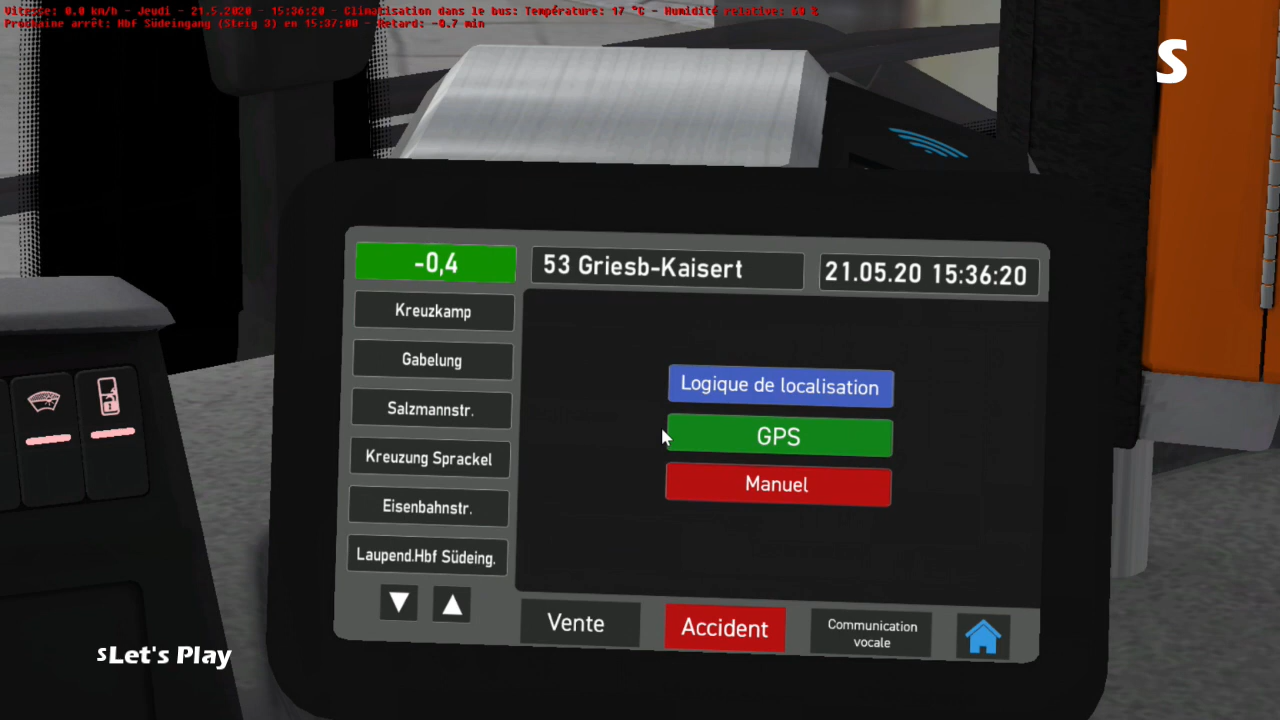 Vitesse: 0,0 km/h - Jeudi - 21.5.2020 - 15:36:20 - Climatisation dans le bus: Température: 17 °C - Humidité relative: 60 %
Prochaine arrêt: Hbf Südeingang (Steig 3) en 15:37:00 - Retard: -0.7 min
S
-0,4
53 Griesb-Kaisert
21.05.20 15:36:20
Kreuzkamp
Gabelung
Salzmannstr.
Kreuzung Sprackel
Eisenbahnstr.
Laupend.Hbf Südeing.
Logique de localisation
GPS
Manuel
Vente
Accident
Communication
vocale
sLet's Play